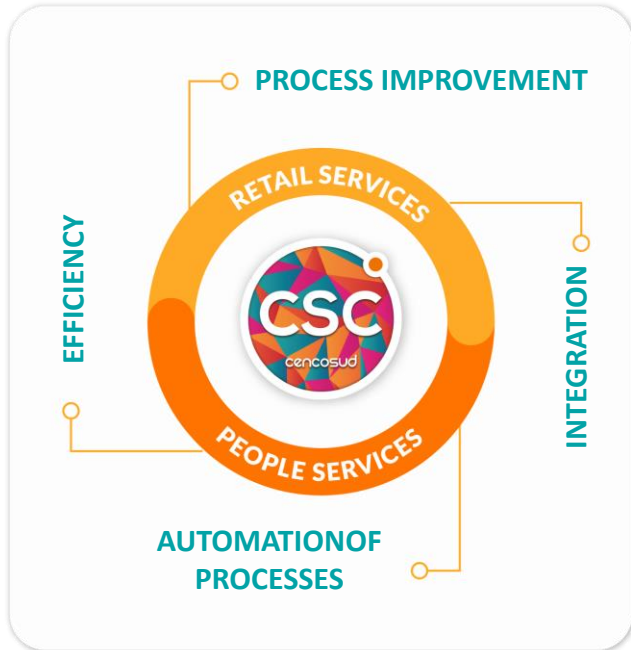 PROCESS IMPROVEMENT
RETAIL SERVICES
EFFICIENCY
CSC
cencosud
INTEGRATION
PEOPLE SERVICES
AUTOMATIONOF
PROCESSES